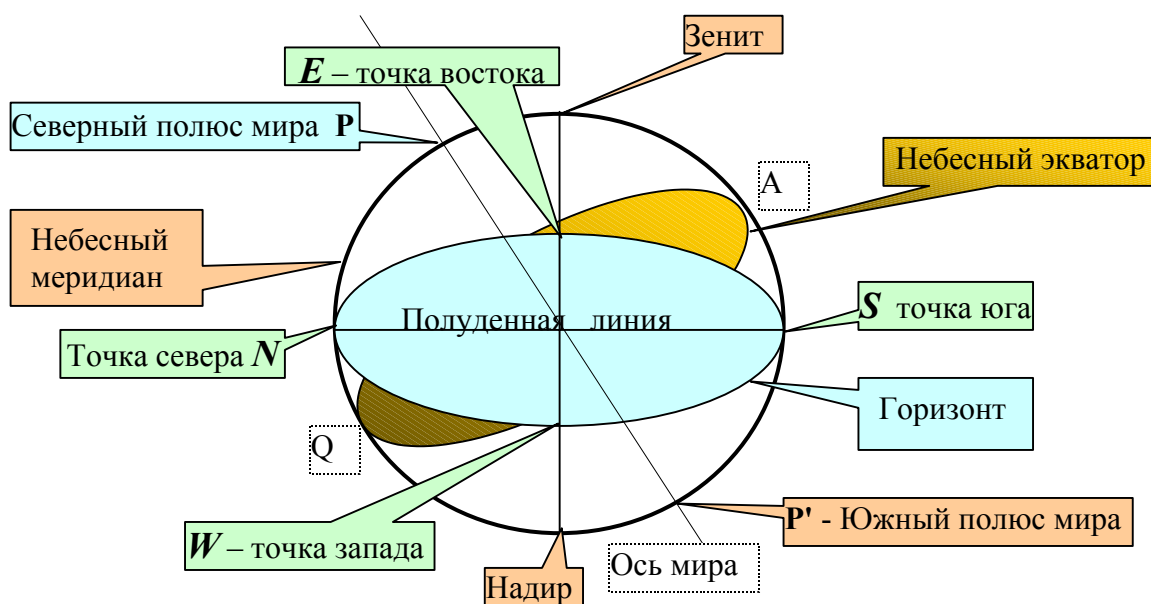 Зенит
E – точка востока
Северный полюс мира P
Небесный экватор
A
Небесный
меридиан
Полуденная линия
S точка юга
Точка севера N
Горизонт
Q
P' - Южный полюс мира
W – точка запада
Ось мира
Надир